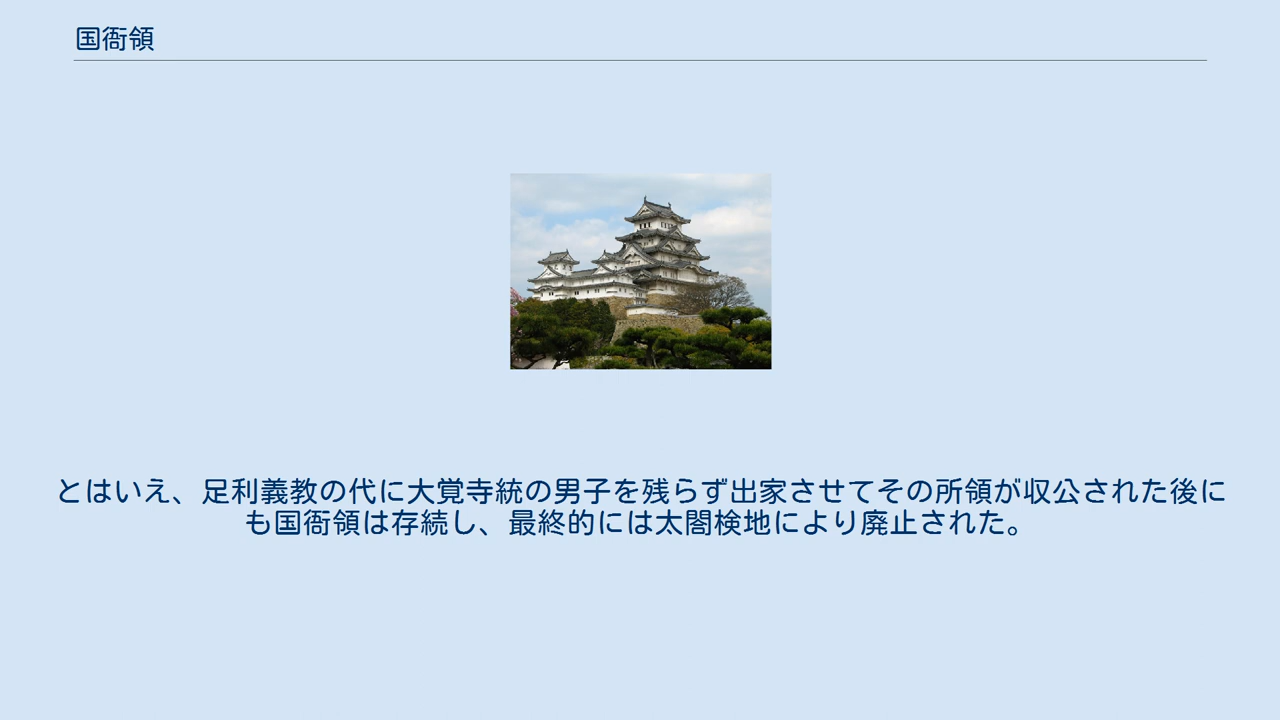 国衙領
とはいえ、足利義教の代に大覚寺統の男子を残らず出家させてその所領が収公された後に
も国衙領は存続し、最終的には太閤検地により廃止された。